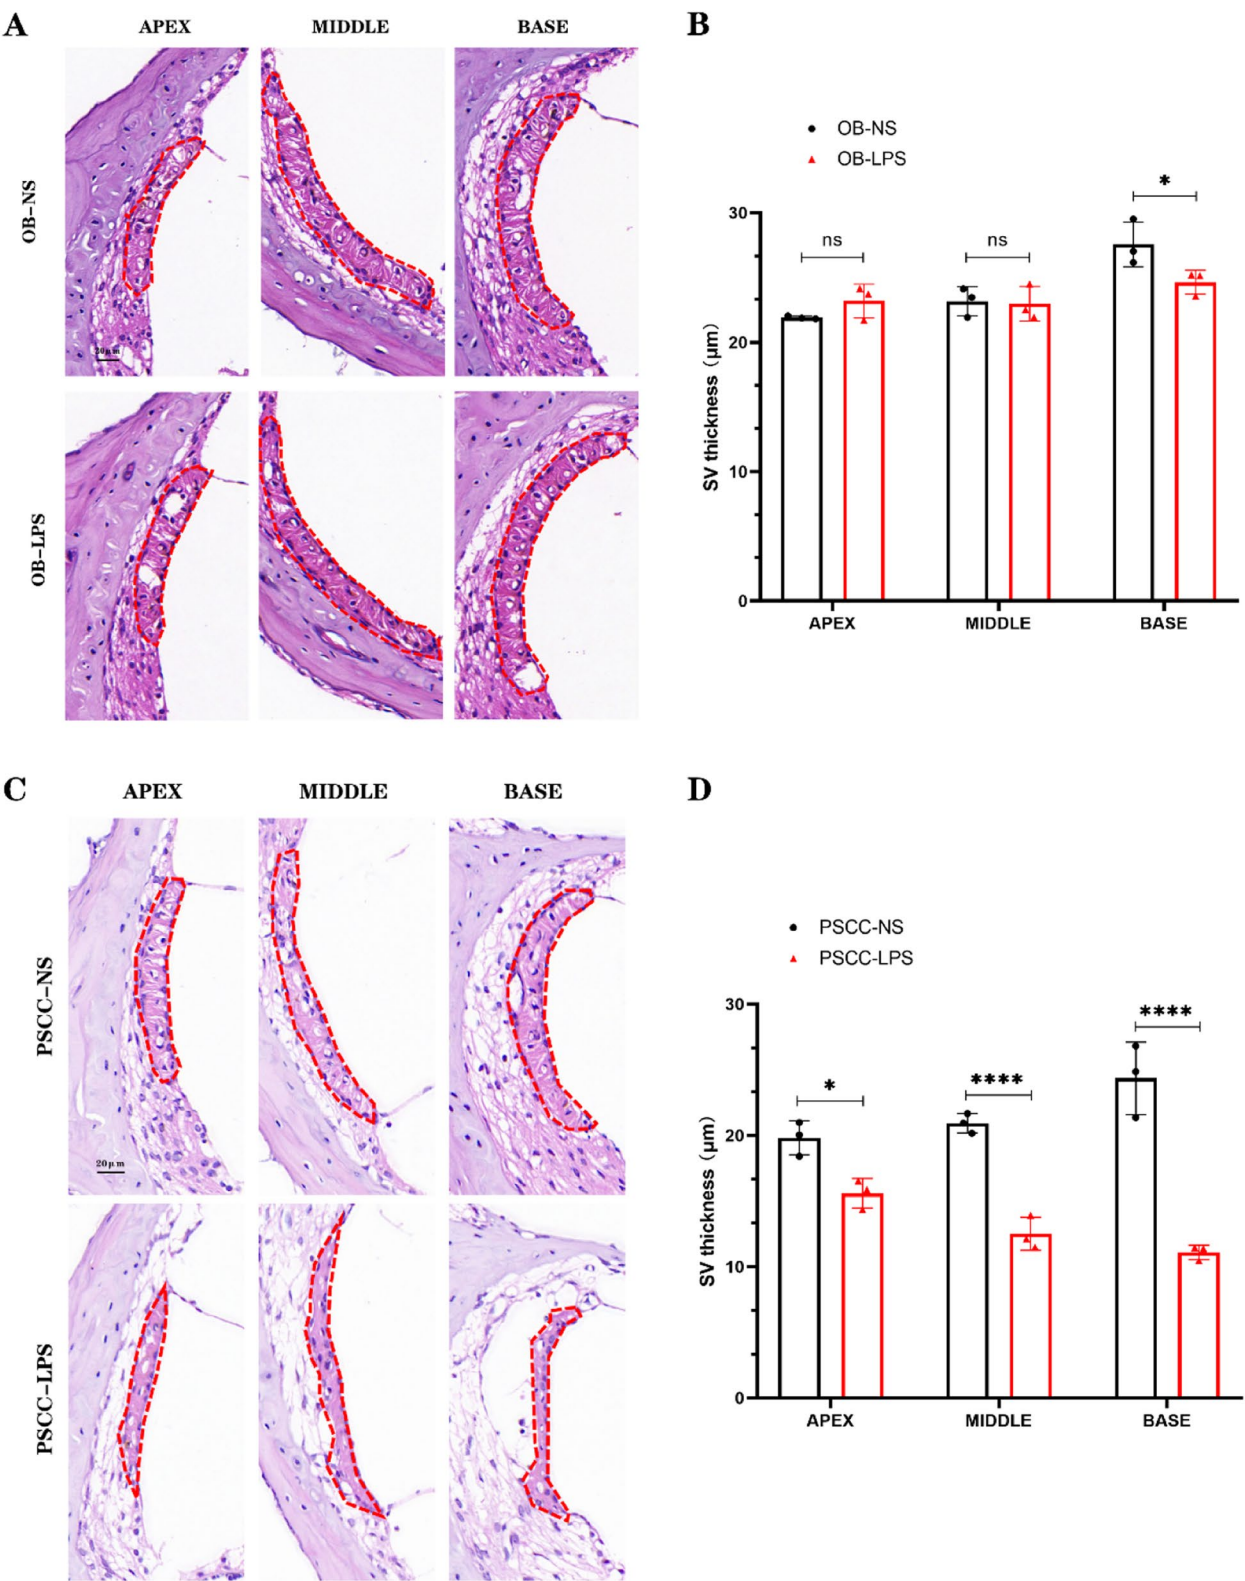 A
APEX MIDDLE BASE
OB–NS
20μm
OB–LPS
B
OB-NS
OB-LPS
ns ns *
SV thickness (μm)
30
20
10
0
APEX MIDDLE BASE
C
APEX MIDDLE BASE
PSCC–NS
20μm
PSCC–LPS
D
PSCC-NS
PSCC-LPS
* **** ****
SV thickness (μm)
30
20
10
0
APEX MIDDLE BASE